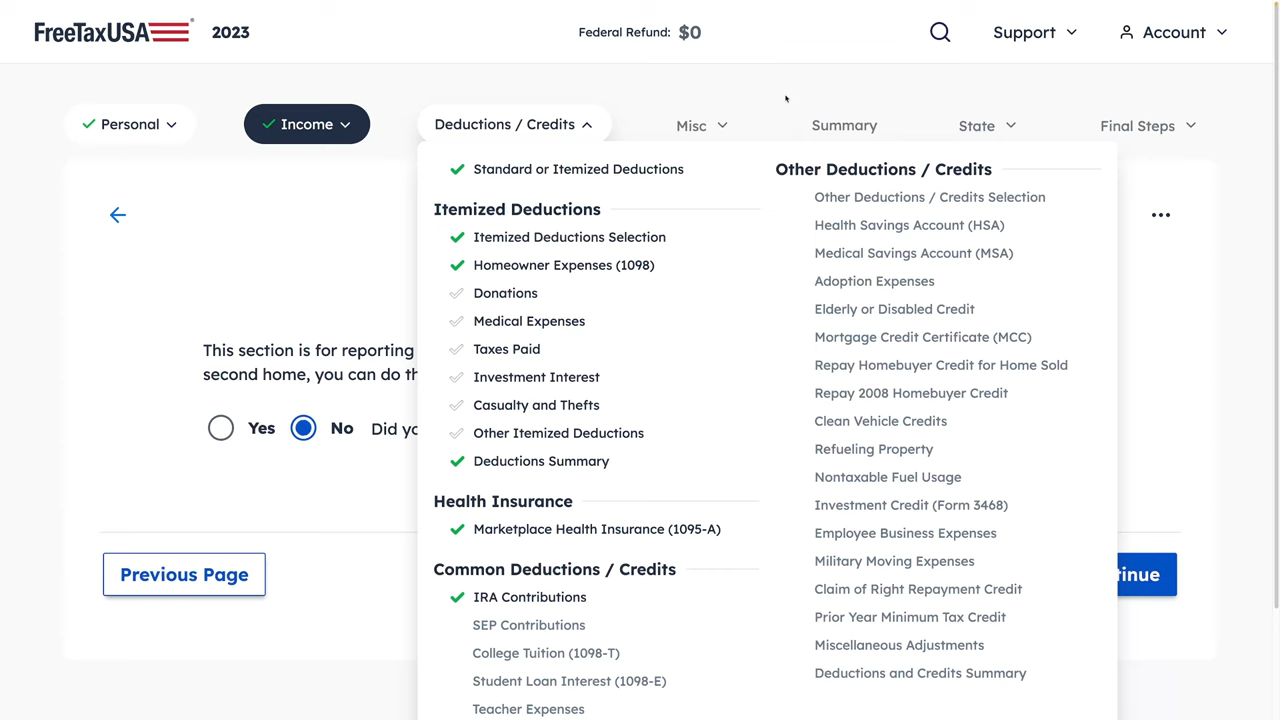 FreeTaxUSA 2023
Federal Refund: $0
Support
Account
Personal
Income
Deductions / Credits
Misc
Summary
State
Final Steps
Standard or Itemized Deductions
Itemized Deductions
Itemized Deductions Selection
Homeowner Expenses (1098)
Donations
Medical Expenses
Taxes Paid
Investment Interest
Casualty and Thefts
Other Itemized Deductions
Deductions Summary
Health Insurance
Marketplace Health Insurance (1095-A)
Common Deductions / Credits
IRA Contributions
SEP Contributions
College Tuition (1098-T)
Student Loan Interest (1098-E)
Teacher Expenses
Other Deductions / Credits
Other Deductions / Credits Selection
Health Savings Account (HSA)
Medical Savings Account (MSA)
Adoption Expenses
Elderly or Disabled Credit
Mortgage Credit Certificate (MCC)
Repay Homebuyer Credit for Home Sold
Repay 2008 Homebuyer Credit
Clean Vehicle Credits
Refueling Property
Nontaxable Fuel Usage
Investment Credit (Form 3468)
Employee Business Expenses
Military Moving Expenses
Claim of Right Repayment Credit
Prior Year Minimum Tax Credit
Miscellaneous Adjustments
Deductions and Credits Summary
This section is for reporting
second home, you can do th
Yes No Did yo
Previous Page
tinue